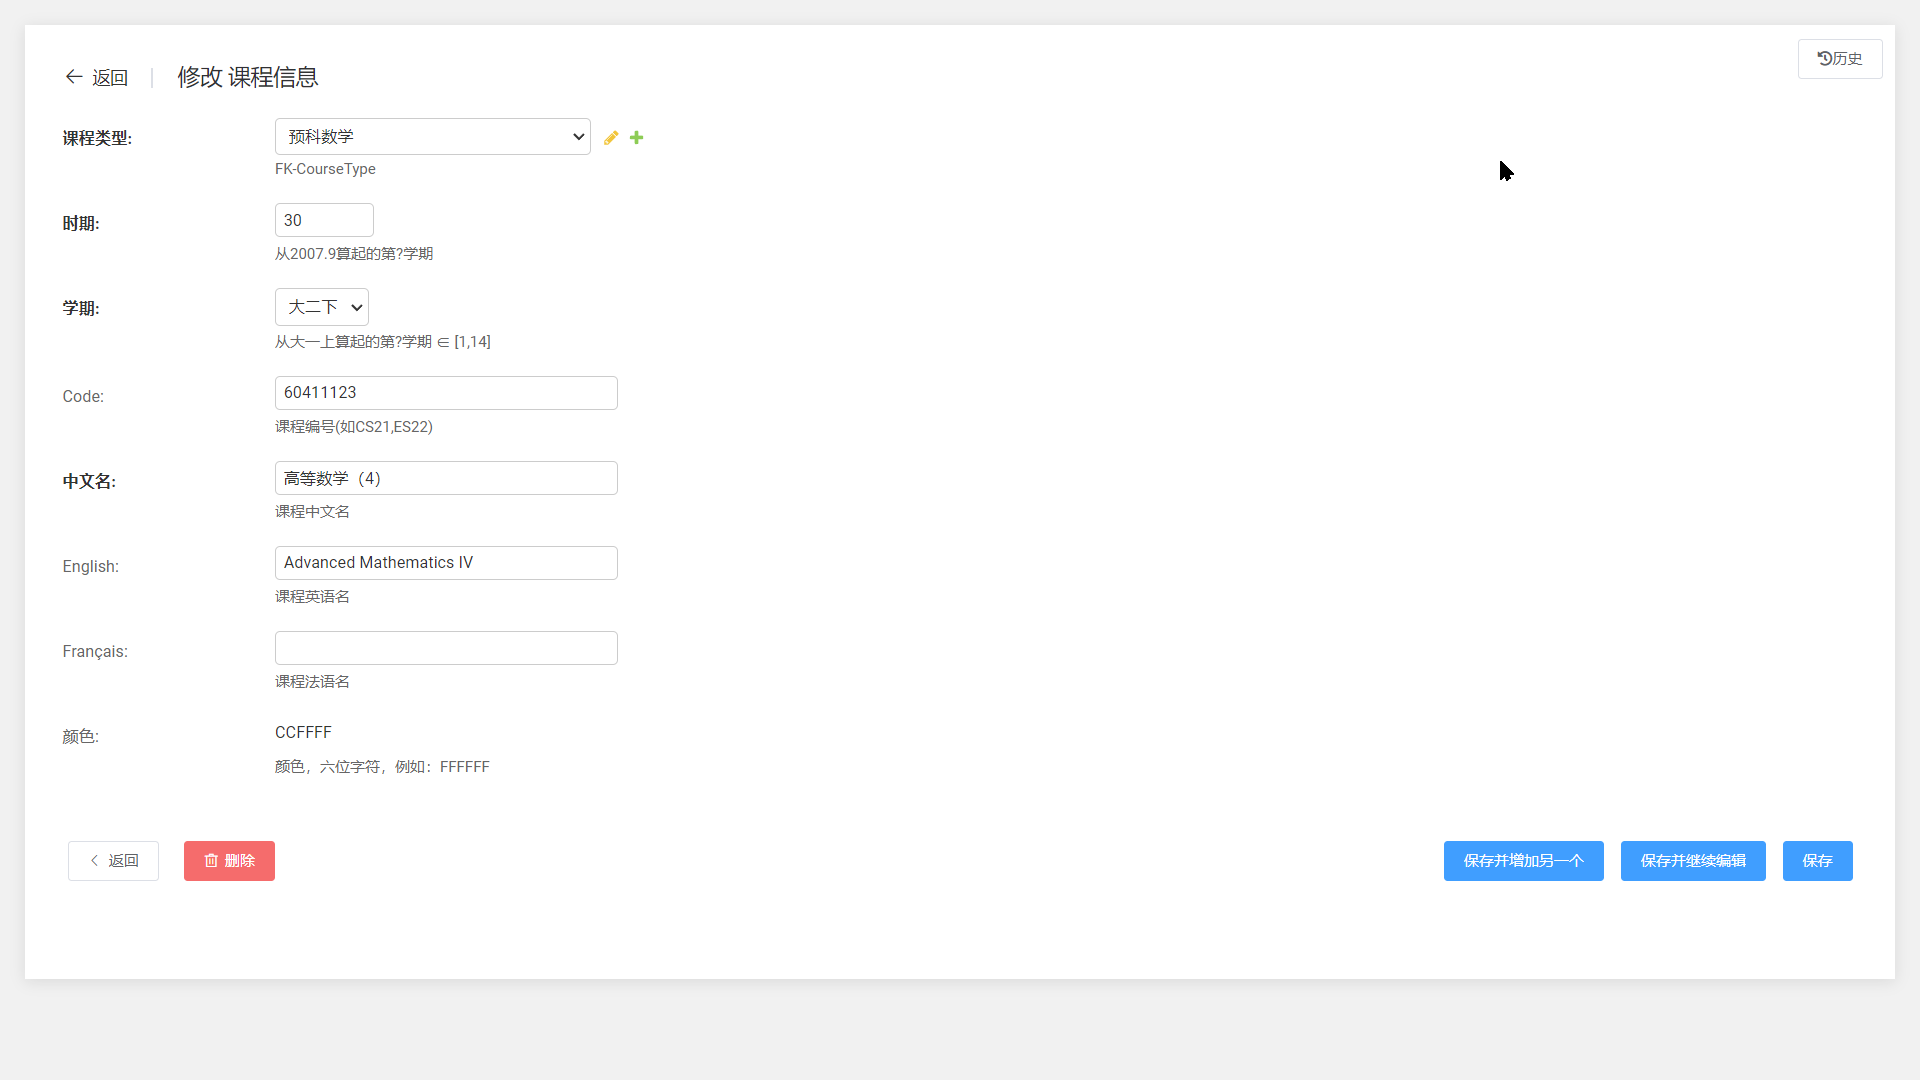 返回
修改 课程信息
历史
课程类型:
预科数学
FK-CourseType
时期:
30
从2007.9算起的第?学期
学期:
大二下
从大一上算起的第?学期 ∈ [1,14]
Code:
60411123
课程编号(如CS21,ES22)
中文名:
高等数学（4）
课程中文名
English:
Advanced Mathematics IV
课程英语名
Français:
课程法语名
颜色:
CCFFFF
颜色，六位字符，例如：FFFFFF
返回
删除
保存并增加另一个
保存并继续编辑
保存